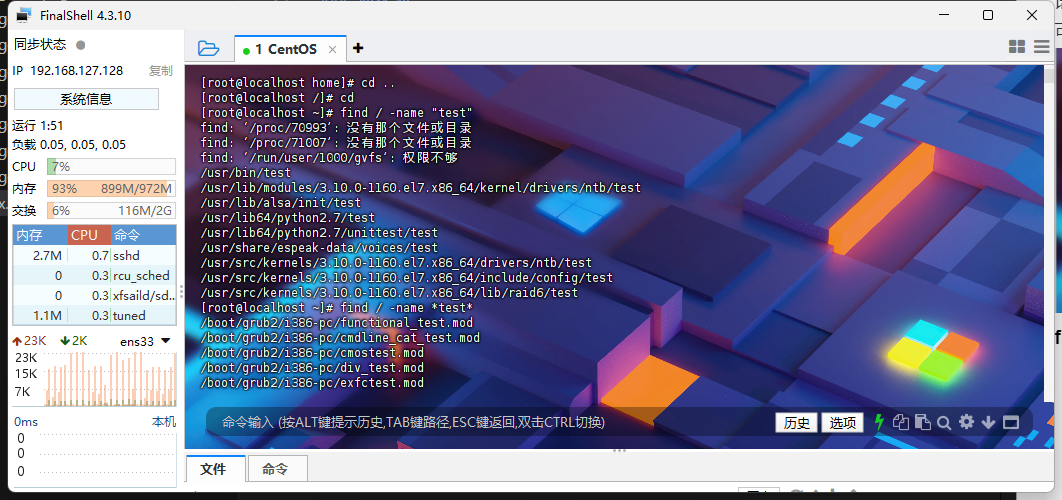 FinalShell 4.3.10
同步状态
IP 192.168.127.128 复制
系统信息
运行 1:51
负载 0.05, 0.05, 0.05
CPU 7%
内存 93% 899M/972M
交换 6% 116M/2G
内存 CPU 命令
2.7M 0.7 sshd
0 0.3 rcu_sched
0 0.3 xfsaild/sd..
1.1M 0.3 tuned
23K 2K ens33
23K
15K
7K
0ms 本机
0
0
0
1 CentOS
[root@localhost home]# cd ..
[root@localhost /]# cd
[root@localhost ~]# find / -name "test"
find: ‘/proc/70993’: 没有那个文件或目录
find: ‘/proc/71007’: 没有那个文件或目录
find: ‘/run/user/1000/gvfs’: 权限不够
/usr/bin/test
/usr/lib/modules/3.10.0-1160.el7.x86_64/kernel/drivers/ntb/test
/usr/lib/alsa/init/test
/usr/lib64/python2.7/test
/usr/lib64/python2.7/unittest/test
/usr/share/espeak-data/voices/test
/usr/src/kernels/3.10.0-1160.el7.x86_64/drivers/ntb/test
/usr/src/kernels/3.10.0-1160.el7.x86_64/include/config/test
/usr/src/kernels/3.10.0-1160.el7.x86_64/lib/raid6/test
[root@localhost ~]# find / -name *test*
/boot/grub2/i386-pc/functional_test.mod
/boot/grub2/i386-pc/cmdline_cat_test.mod
/boot/grub2/i386-pc/cmostest.mod
/boot/grub2/i386-pc/div_test.mod
/boot/grub2/i386-pc/exfctest.mod
命令输入 (按ALT键提示历史,TAB键路径,ESC键返回,双击CTRL切换)
历史 选项
文件 命令